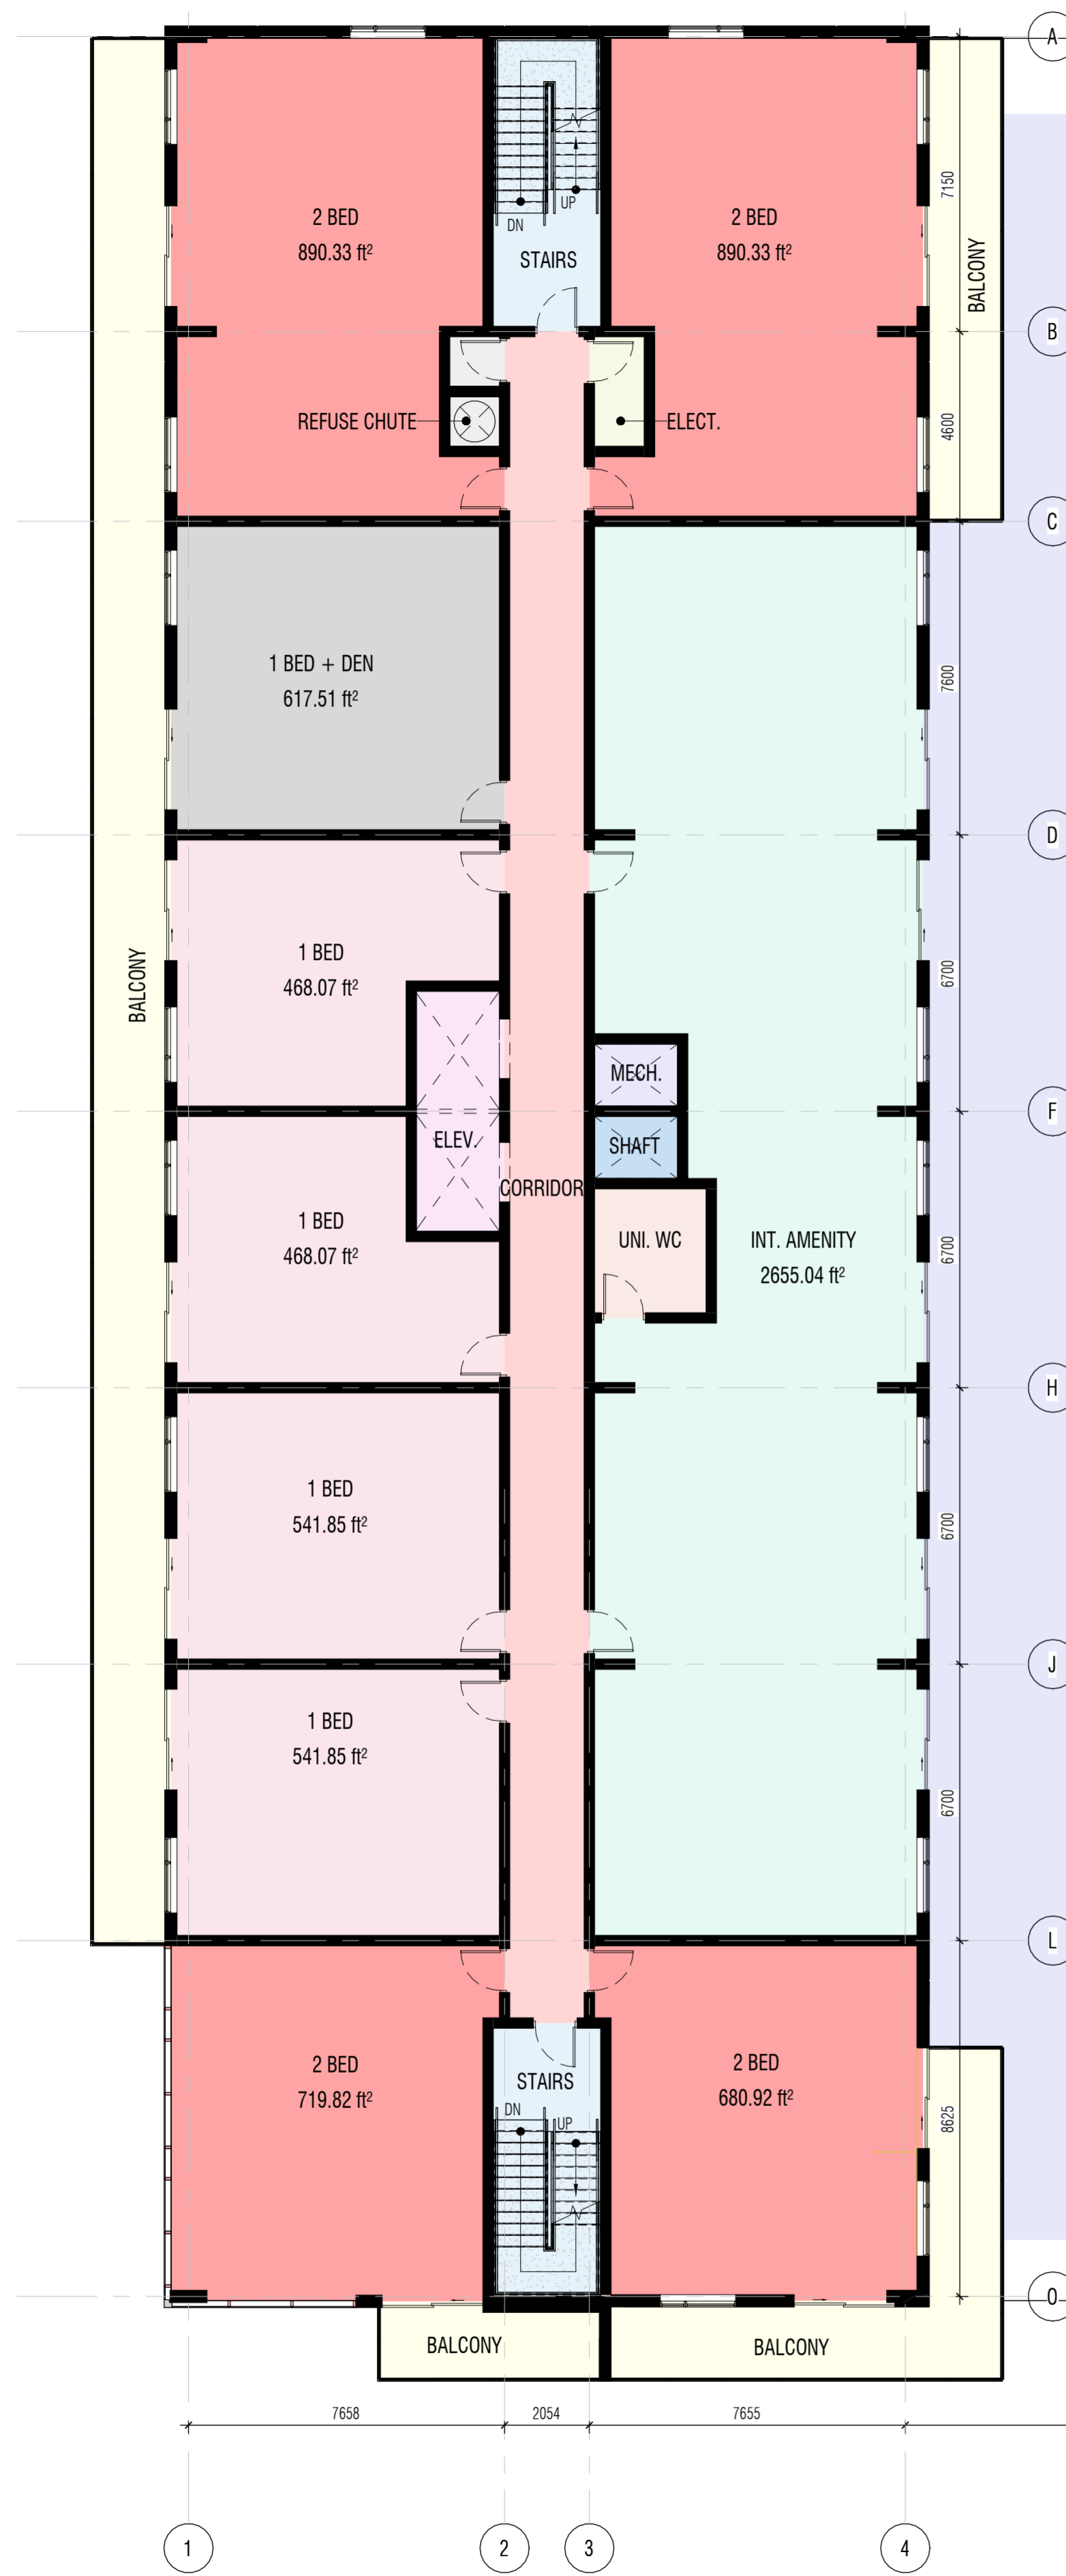 A
7150
2 BED
890.33 ft²
2 BED
890.33 ft²
UP
DN
STAIRS
BALCONY
B
REFUSE CHUTE
ELECT.
4600
C
1 BED + DEN
617.51 ft²
7600
D
1 BED
468.07 ft²
BALCONY
6700
MECH.
F
ELEV.
SHAFT
CORRIDOR
1 BED
468.07 ft²
UNI. WC
INT. AMENITY
2655.04 ft²
6700
H
1 BED
541.85 ft²
6700
J
1 BED
541.85 ft²
6700
L
2 BED
719.82 ft²
STAIRS
2 BED
680.92 ft²
DN
UP
8625
O
BALCONY
BALCONY
7658
2054
7655
1
2
3
4